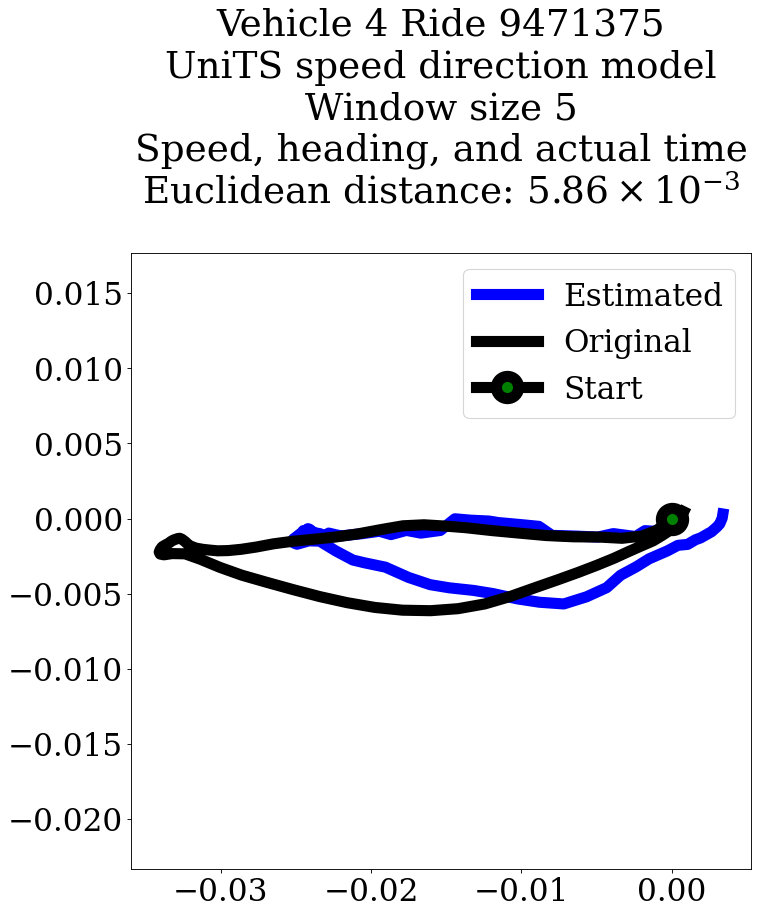 Vehicle 4 Ride 9471375
UniTS speed direction model
Window size 5
Speed, heading, and actual time
Euclidean distance: 5.86 × 10⁻³
Estimated
Original
Start
0.015
0.010
0.005
0.000
−0.005
−0.010
−0.015
−0.020
−0.03 −0.02 −0.01 0.00